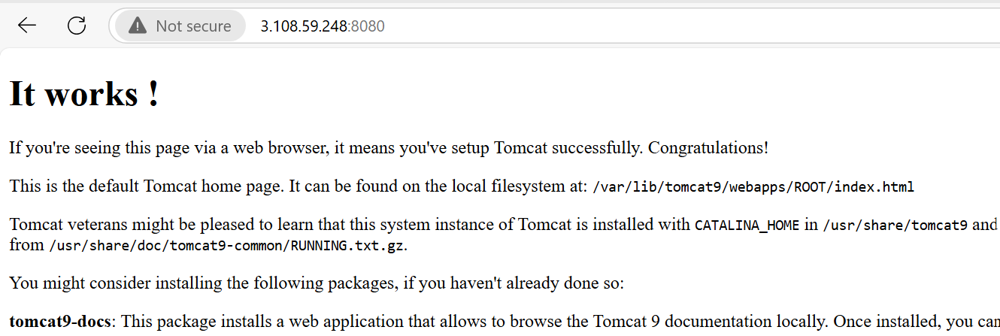 Not secure 3.108.59.248:8080
It works !
If you're seeing this page via a web browser, it means you've setup Tomcat successfully. Congratulations!
This is the default Tomcat home page. It can be found on the local filesystem at: /var/lib/tomcat9/webapps/ROOT/index.html
Tomcat veterans might be pleased to learn that this system instance of Tomcat is installed with CATALINA_HOME in /usr/share/tomcat9 and
from /usr/share/doc/tomcat9-common/RUNNING.txt.gz.
You might consider installing the following packages, if you haven't already done so:
tomcat9-docs: This package installs a web application that allows to browse the Tomcat 9 documentation locally. Once installed, you can